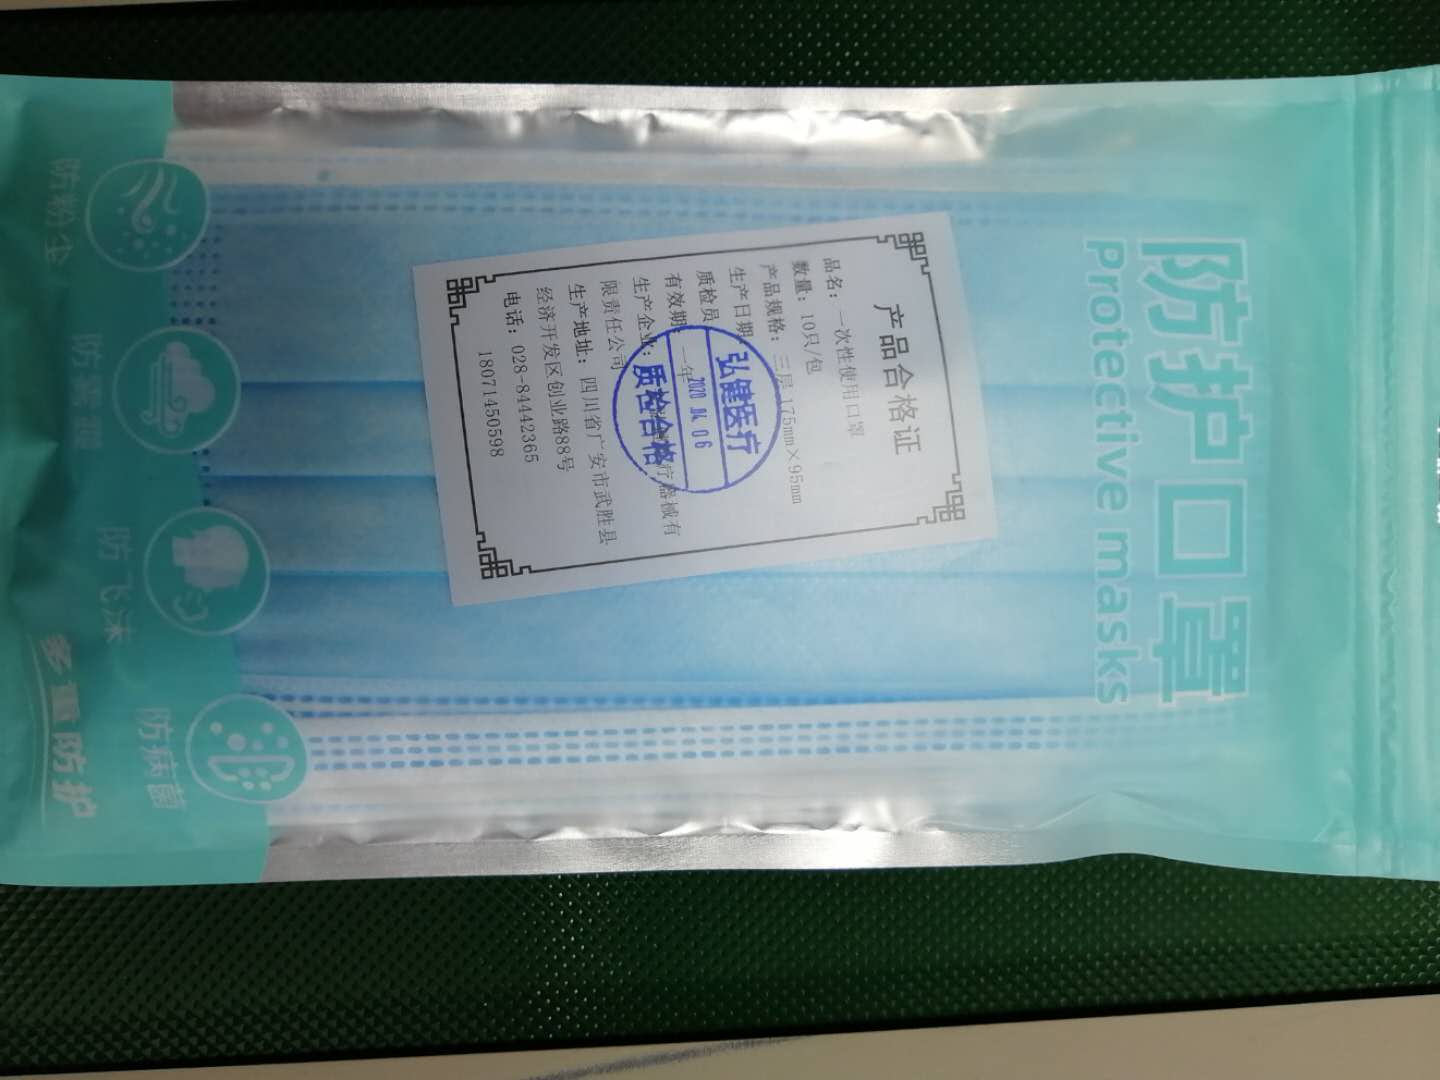 防护口罩
Protective masks
产品合格证
品名：一次性使用口罩
数量：10只/包
产品规格：三层 175mm×95mm
生产日期
质检员
有效期：一年
生产企业：疗器械有
限责任公司
生产地址：四川省广安市武胜县
经济开发区创业路88号
电话：028-84442365
18071450598
弘健医疗
2020 04 06
质检合格
防粉尘
防雾霾
防飞沫
防病菌
多重防护